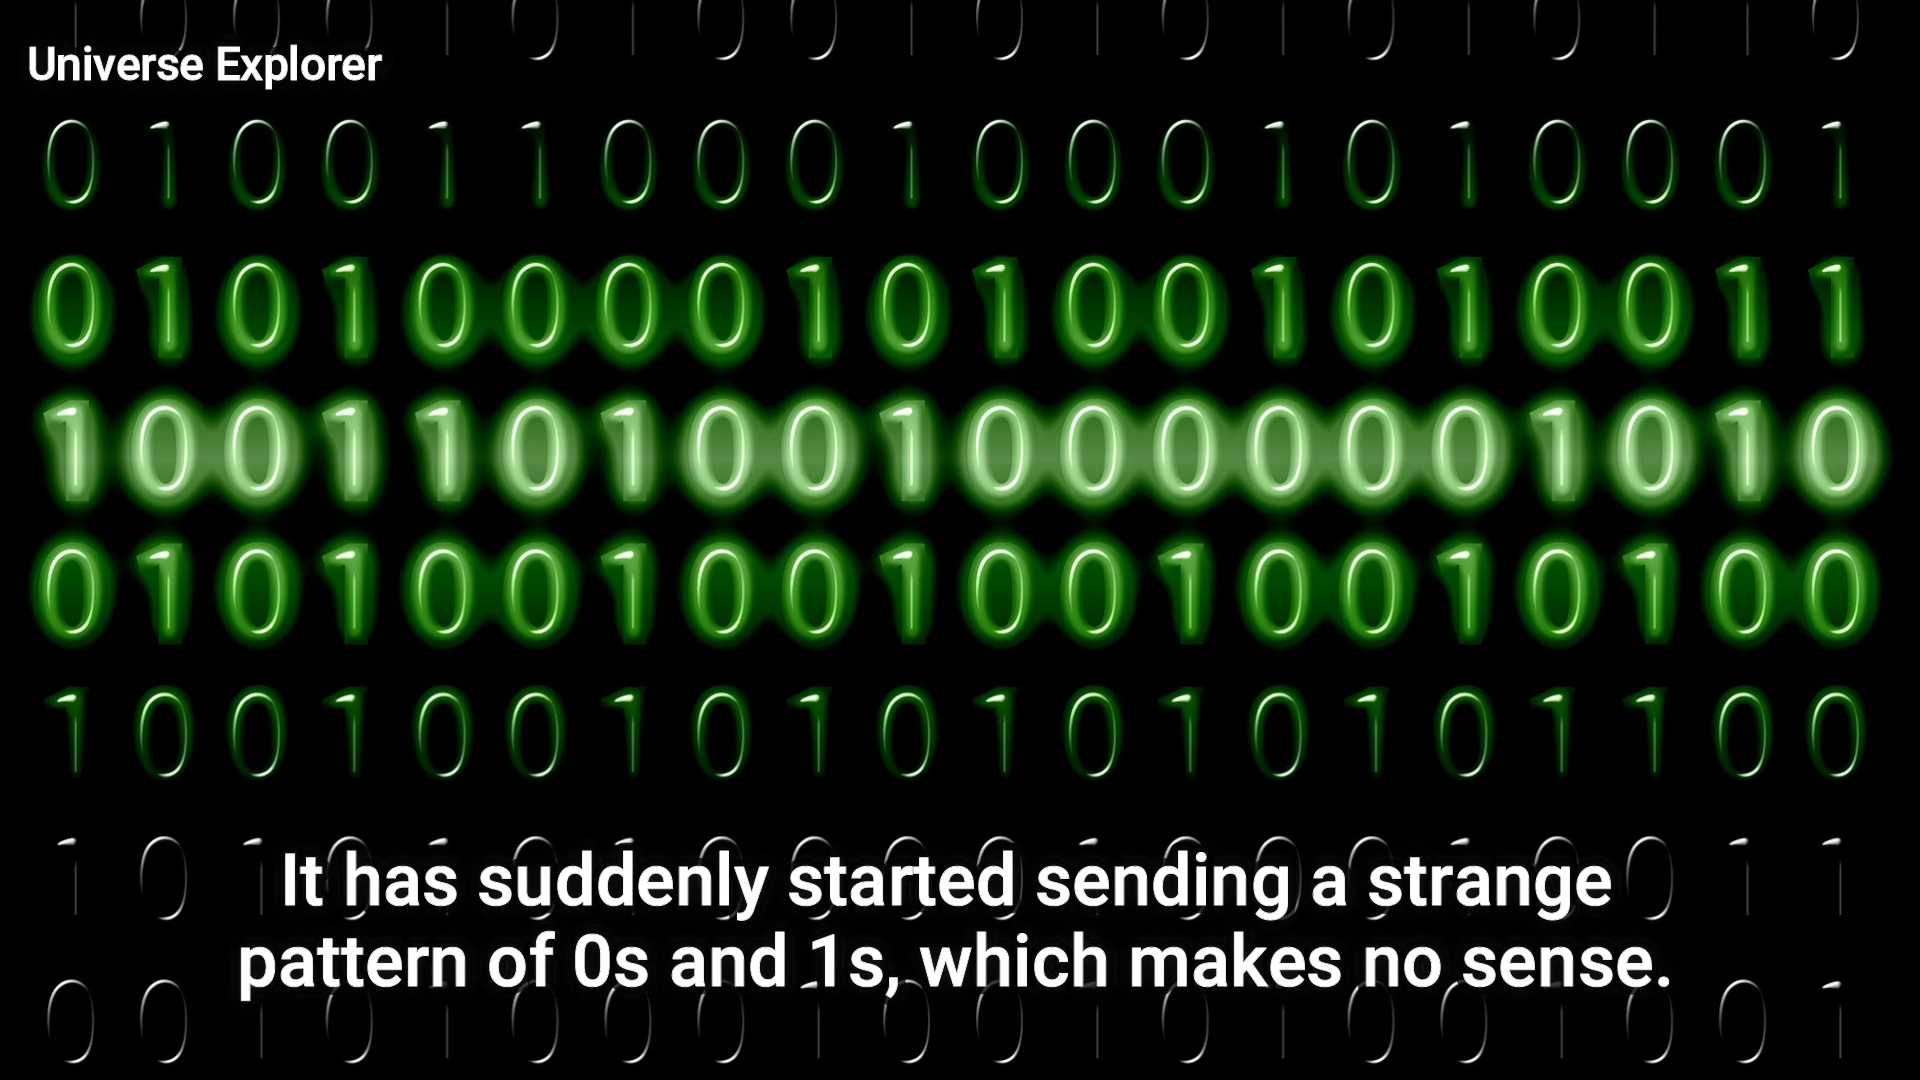 Universe Explorer
0 1 0 0 1 1 0 0 0 1 0 0 0 1 0 1 0 0 0 1
0 1 0 1 0 0 0 0 1 0 1 0 0 1 0 1 0 0 1 1
1 0 0 1 1 0 1 0 0 1 0 0 0 0 0 0 1 0 1 0
0 1 0 1 0 0 1 0 0 1 0 0 1 0 0 1 0 1 0 0
1 0 0 1 0 0 1 0 1 0 1 0 1 0 1 0 1 1 0 0
It has suddenly started sending a strange
pattern of 0s and 1s, which makes no sense.